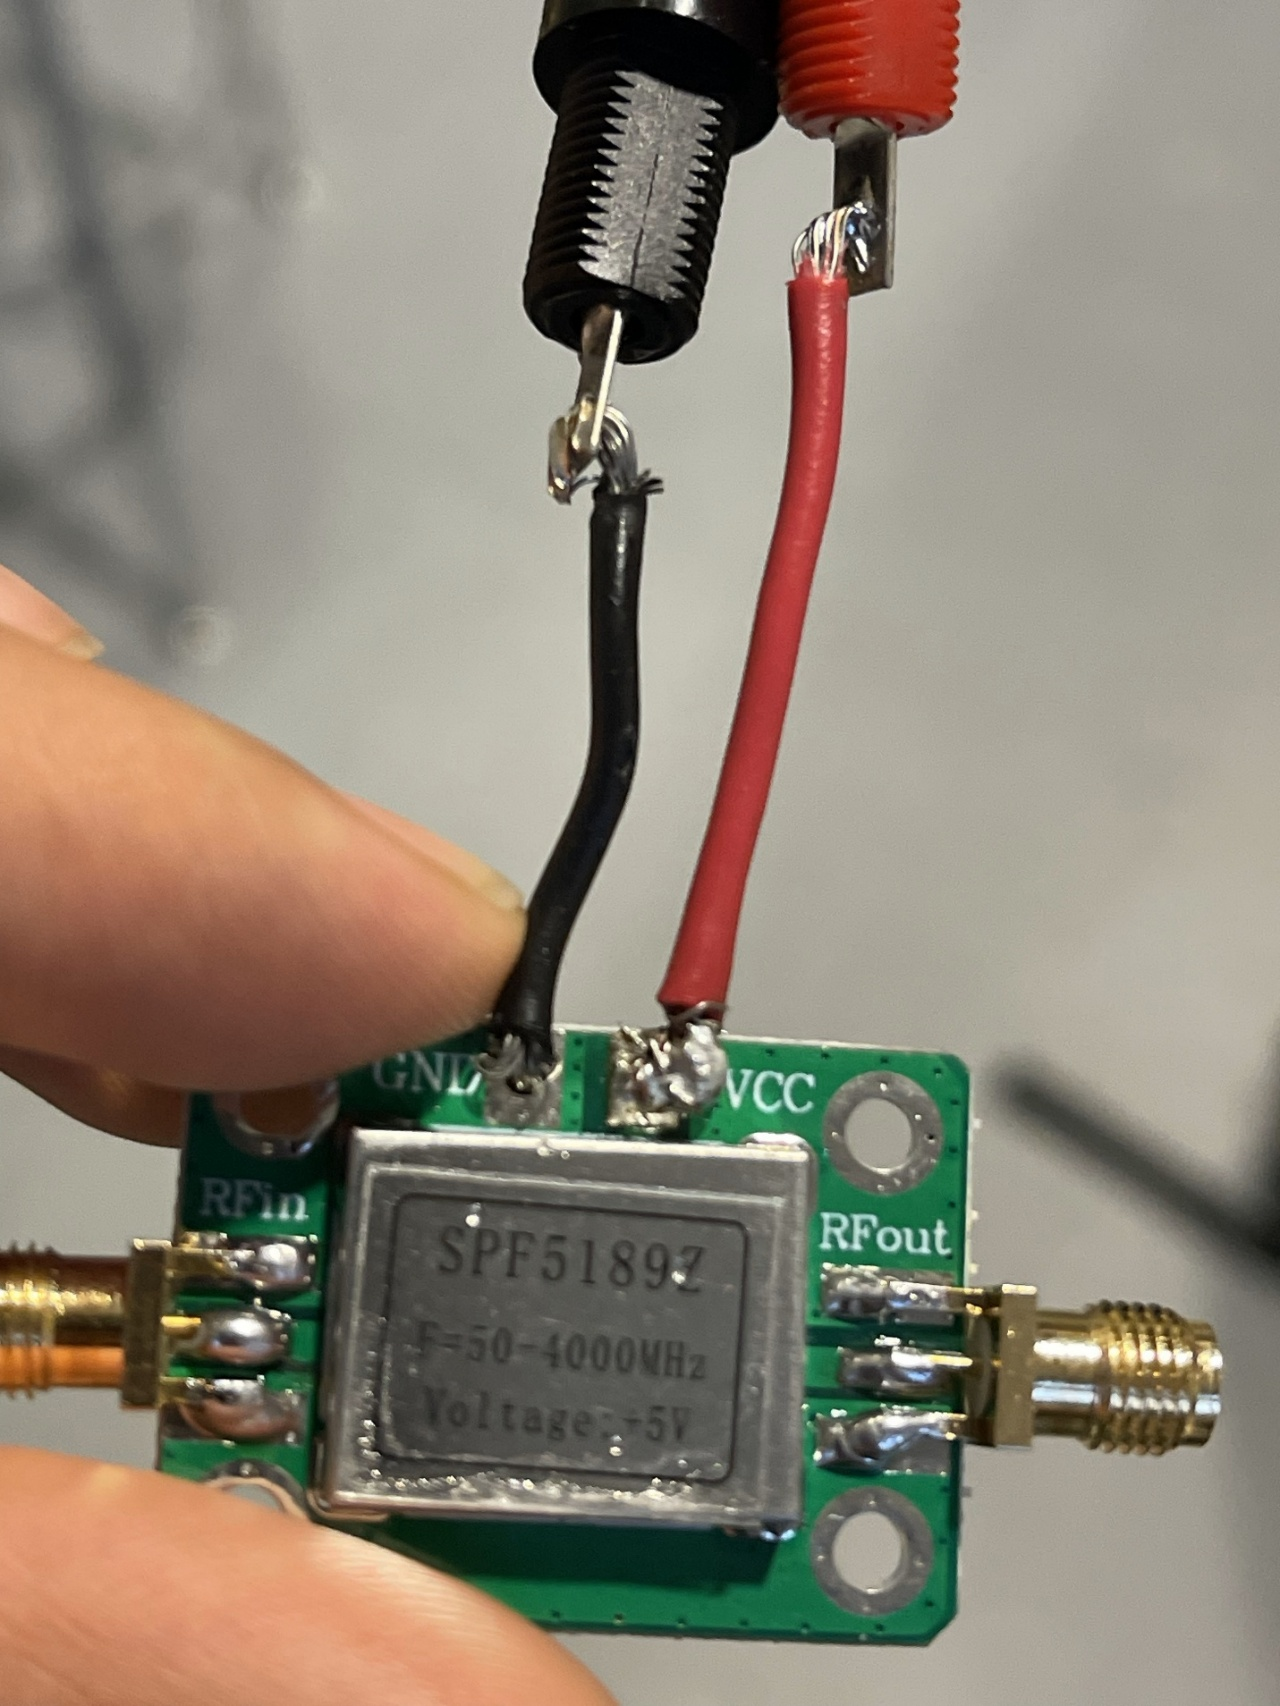 GND
VCC
RFin
RFout
SPF5189Z
F=50-4000MHz
Voltage:+5V